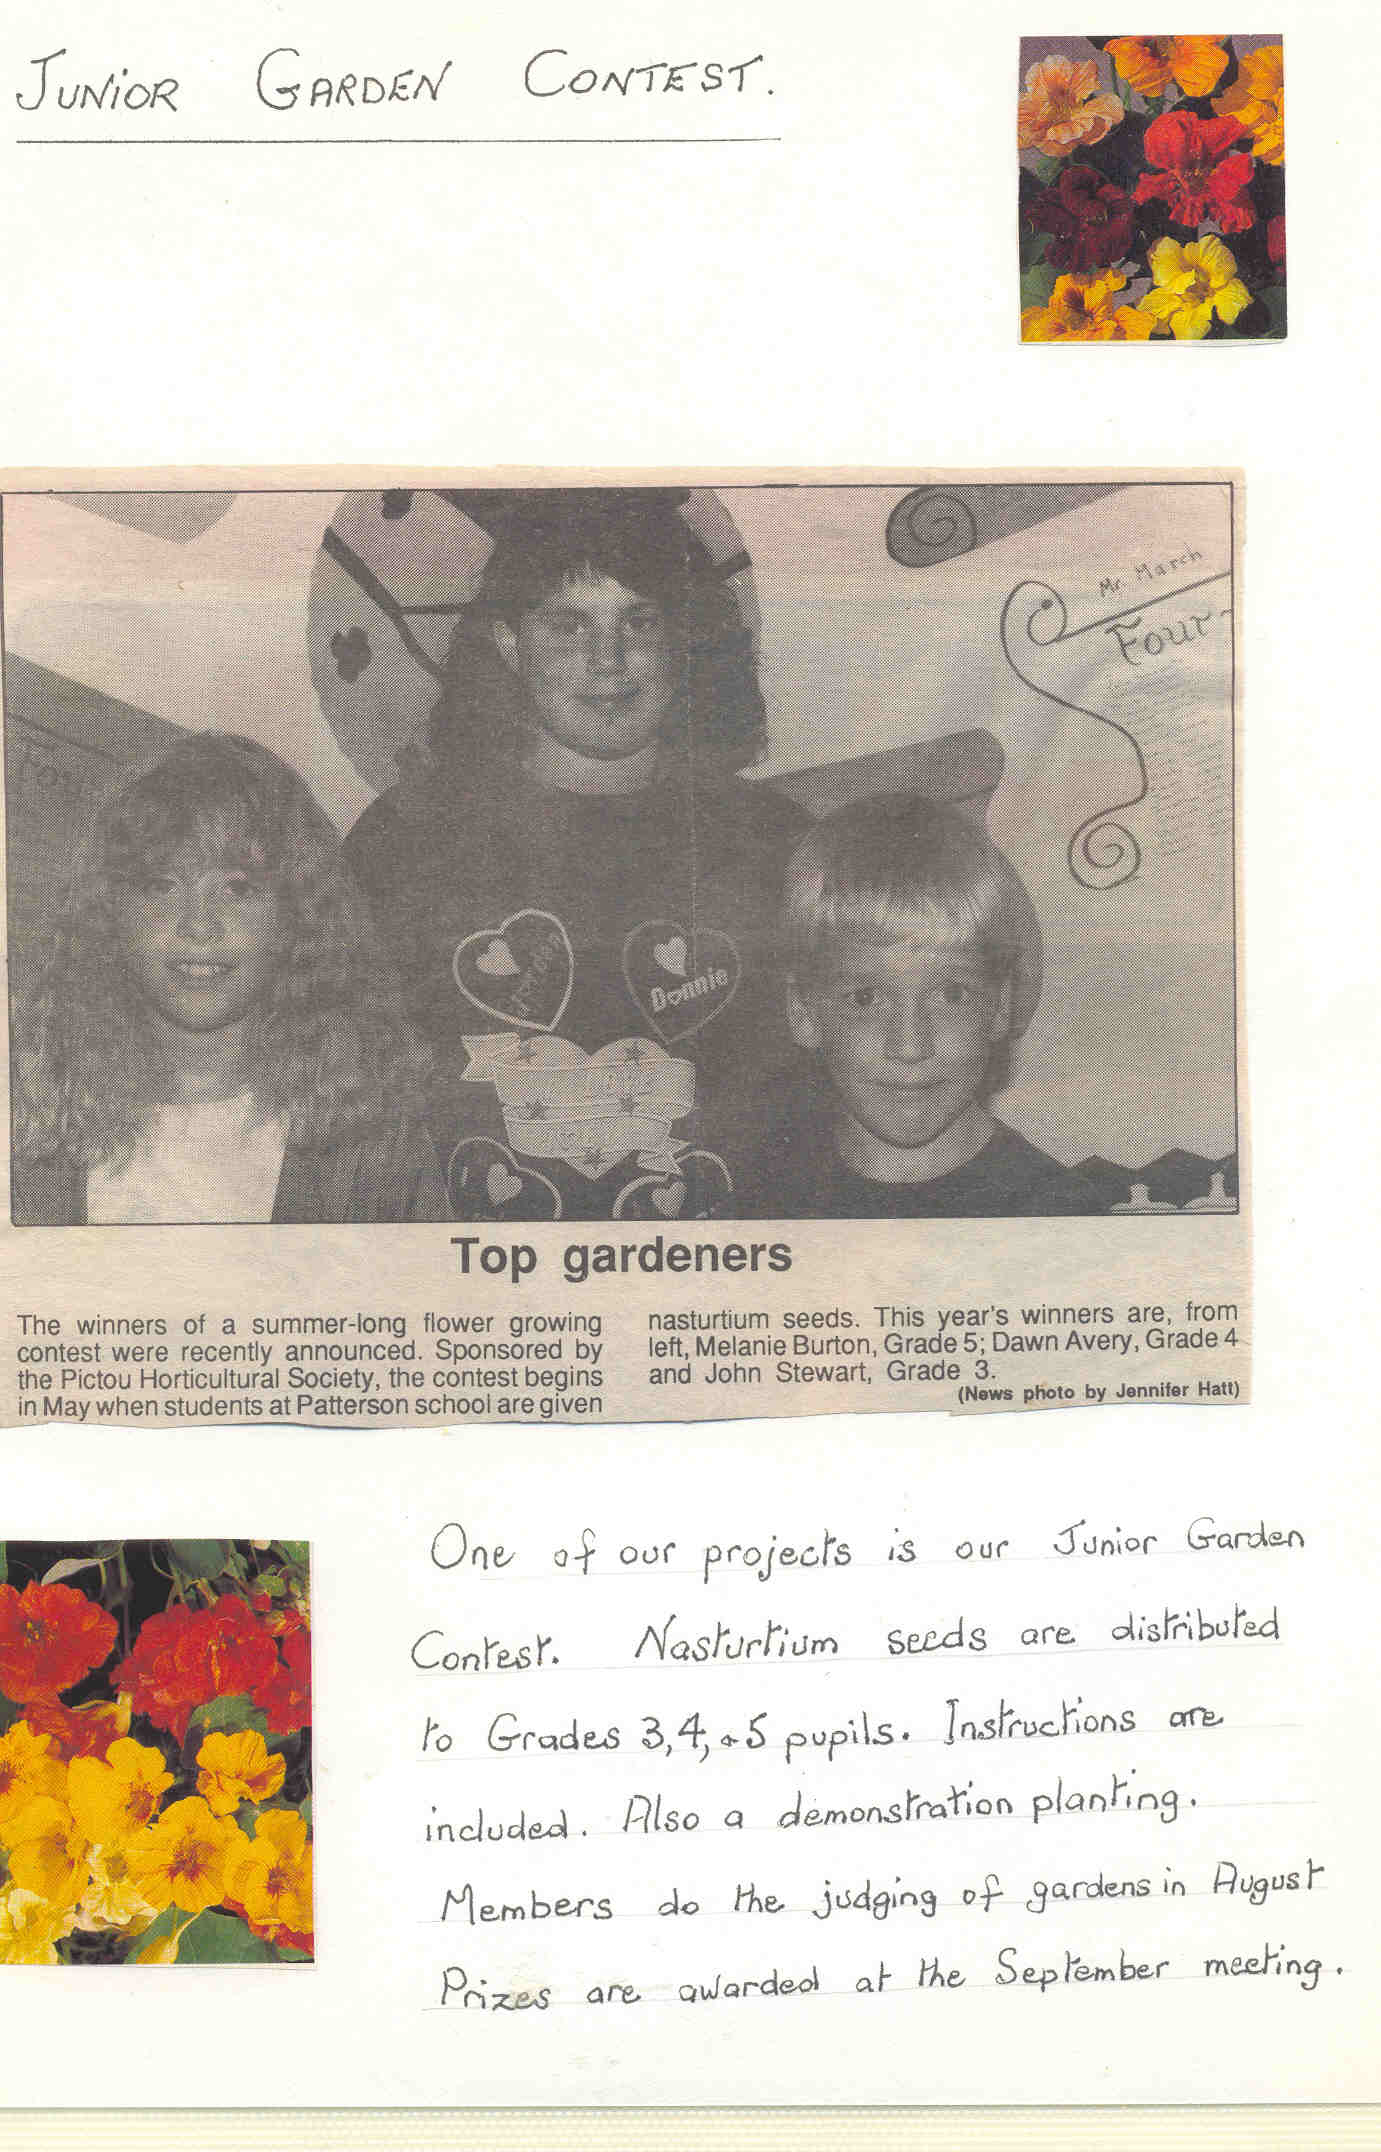 JUNIOR GARDEN CONTEST.
Mr. March
Four
Donnie
Top gardeners
The winners of a summer-long flower growing
contest were recently announced. Sponsored by
the Pictou Horticultural Society, the contest begins
in May when students at Patterson school are given
nasturtium seeds. This year's winners are, from
left, Melanie Burton, Grade 5; Dawn Avery, Grade 4
and John Stewart, Grade 3.
(News photo by Jennifer Hatt)
One of our projects is our Junior Garden
Contest. Nasturtium seeds are distributed
to Grades 3, 4, & 5 pupils. Instructions are
included. Also a demonstration planting.
Members do the judging of gardens in August
Prizes are awarded at the September meeting.